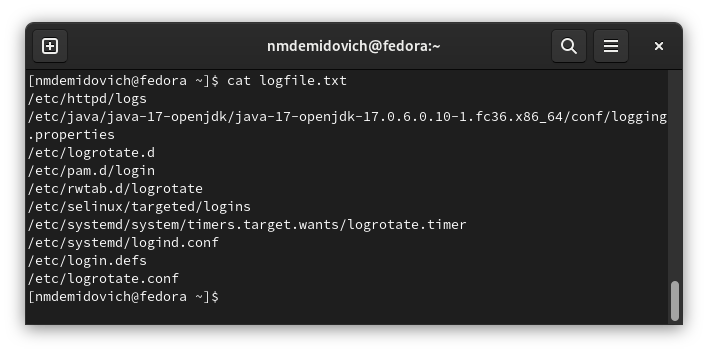 nmdemidovich@fedora:~
[nmdemidovich@fedora ~]$ cat logfile.txt
/etc/httpd/logs
/etc/java/java-17-openjdk/java-17-openjdk-17.0.6.0.10-1.fc36.x86_64/conf/logging
.properties
/etc/logrotate.d
/etc/pam.d/login
/etc/rwtab.d/logrotate
/etc/selinux/targeted/logins
/etc/systemd/system/timers.target.wants/logrotate.timer
/etc/systemd/logind.conf
/etc/login.defs
/etc/logrotate.conf
[nmdemidovich@fedora ~]$